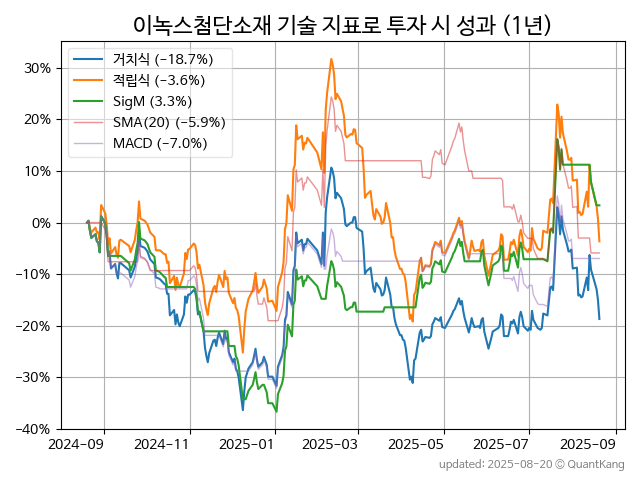 이녹스첨단소재 기술 지표로 투자 시 성과 (1년)
거치식 (−18.7%)
적립식 (−3.6%)
SigM (3.3%)
SMA(20) (−5.9%)
MACD (−7.0%)
30%
20%
10%
0%
−10%
−20%
−30%
−40%
2024-09 2024-11 2025-01 2025-03 2025-05 2025-07 2025-09
updated: 2025-08-20 © QuantKang